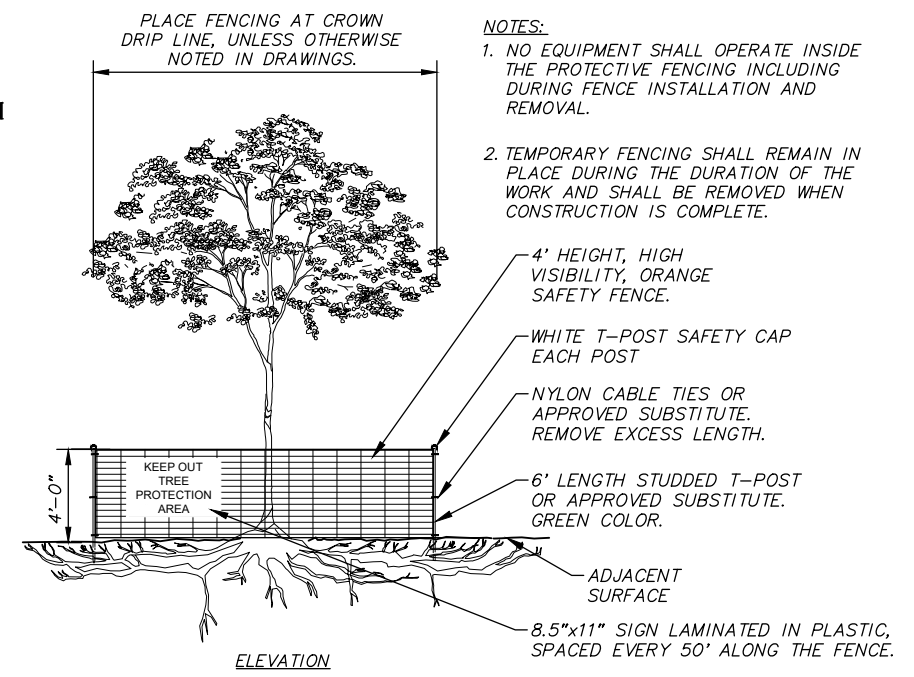 PLACE FENCING AT CROWN
DRIP LINE, UNLESS OTHERWISE
NOTED IN DRAWINGS.
NOTES:
1. NO EQUIPMENT SHALL OPERATE INSIDE
THE PROTECTIVE FENCING INCLUDING
DURING FENCE INSTALLATION AND
REMOVAL.
2. TEMPORARY FENCING SHALL REMAIN IN
PLACE DURING THE DURATION OF THE
WORK AND SHALL BE REMOVED WHEN
CONSTRUCTION IS COMPLETE.
4' HEIGHT, HIGH
VISIBILITY, ORANGE
SAFETY FENCE.
WHITE T-POST SAFETY CAP
EACH POST
NYLON CABLE TIES OR
APPROVED SUBSTITUTE.
REMOVE EXCESS LENGTH.
6' LENGTH STUDDED T-POST
OR APPROVED SUBSTITUTE.
GREEN COLOR.
4'-0"
KEEP OUT
TREE
PROTECTION
AREA
ADJACENT
SURFACE
8.5"x11" SIGN LAMINATED IN PLASTIC,
SPACED EVERY 50' ALONG THE FENCE.
ELEVATION